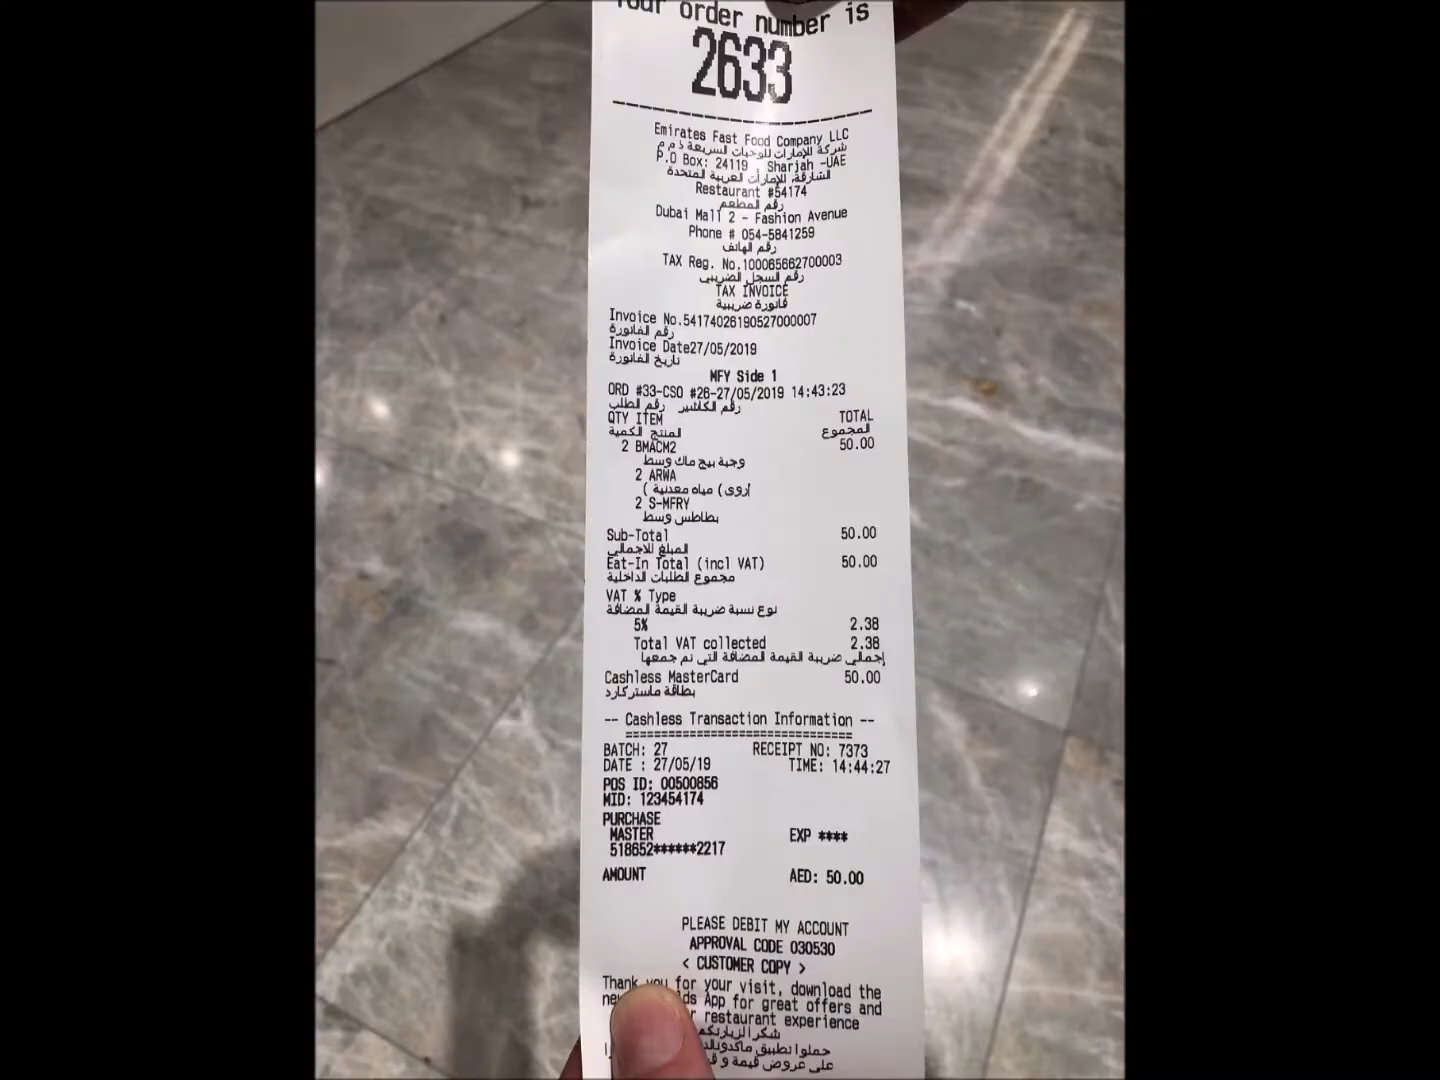 Your order number is
2633
Emirates Fast Food Company LLC
شركة الإمارات للوجبات السريعة ذ م م
P.O Box: 24119 , Sharjah -UAE
الشارقة، الإمارات العربية المتحدة
Restaurant #54174
رقم المطعم
Dubai Mall 2 - Fashion Avenue
Phone # 054-5841259
رقم الهاتف
TAX Reg. No.100065662700003
رقم السجل الضريبي
TAX INVOICE
فاتورة ضريبية
Invoice No.54174026190527000007
رقم الفاتورة
Invoice Date27/05/2019
تاريخ الفاتورة
MFY Side 1
ORD #33-CSO #26-27/05/2019 14:43:23
رقم الطلب رقم الكاشير
QTY ITEM TOTAL
الكمية المنتج المجموع
2 BMACM2 50.00
وجبة بيج ماك وسط
2 ARWA
( أروى) مياه معدنية )
2 S-MFRY
بطاطس وسط
Sub-Total 50.00
المبلغ الاجمالي
Eat-In Total (incl VAT) 50.00
مجموع الطلبات الداخلية
VAT % Type
نوع نسبة ضريبة القيمة المضافة
5% 2.38
Total VAT collected 2.38
إجمالي ضريبة القيمة المضافة التي تم جمعها
Cashless MasterCard 50.00
بطاقة ماستركارد
-- Cashless Transaction Information --
==============================
BATCH: 27 RECEIPT NO: 7373
DATE : 27/05/19 TIME: 14:44:27
POS ID: 00500856
MID: 123454174
PURCHASE
MASTER EXP ****
518652******2217
AMOUNT AED: 50.00
PLEASE DEBIT MY ACCOUNT
APPROVAL CODE 030530
< CUSTOMER COPY >
Thank you for your visit, download the
App for great offers and
restaurant experience
شكرا لزيارتكم
حملوا تطبيق
على عروض قيمة و